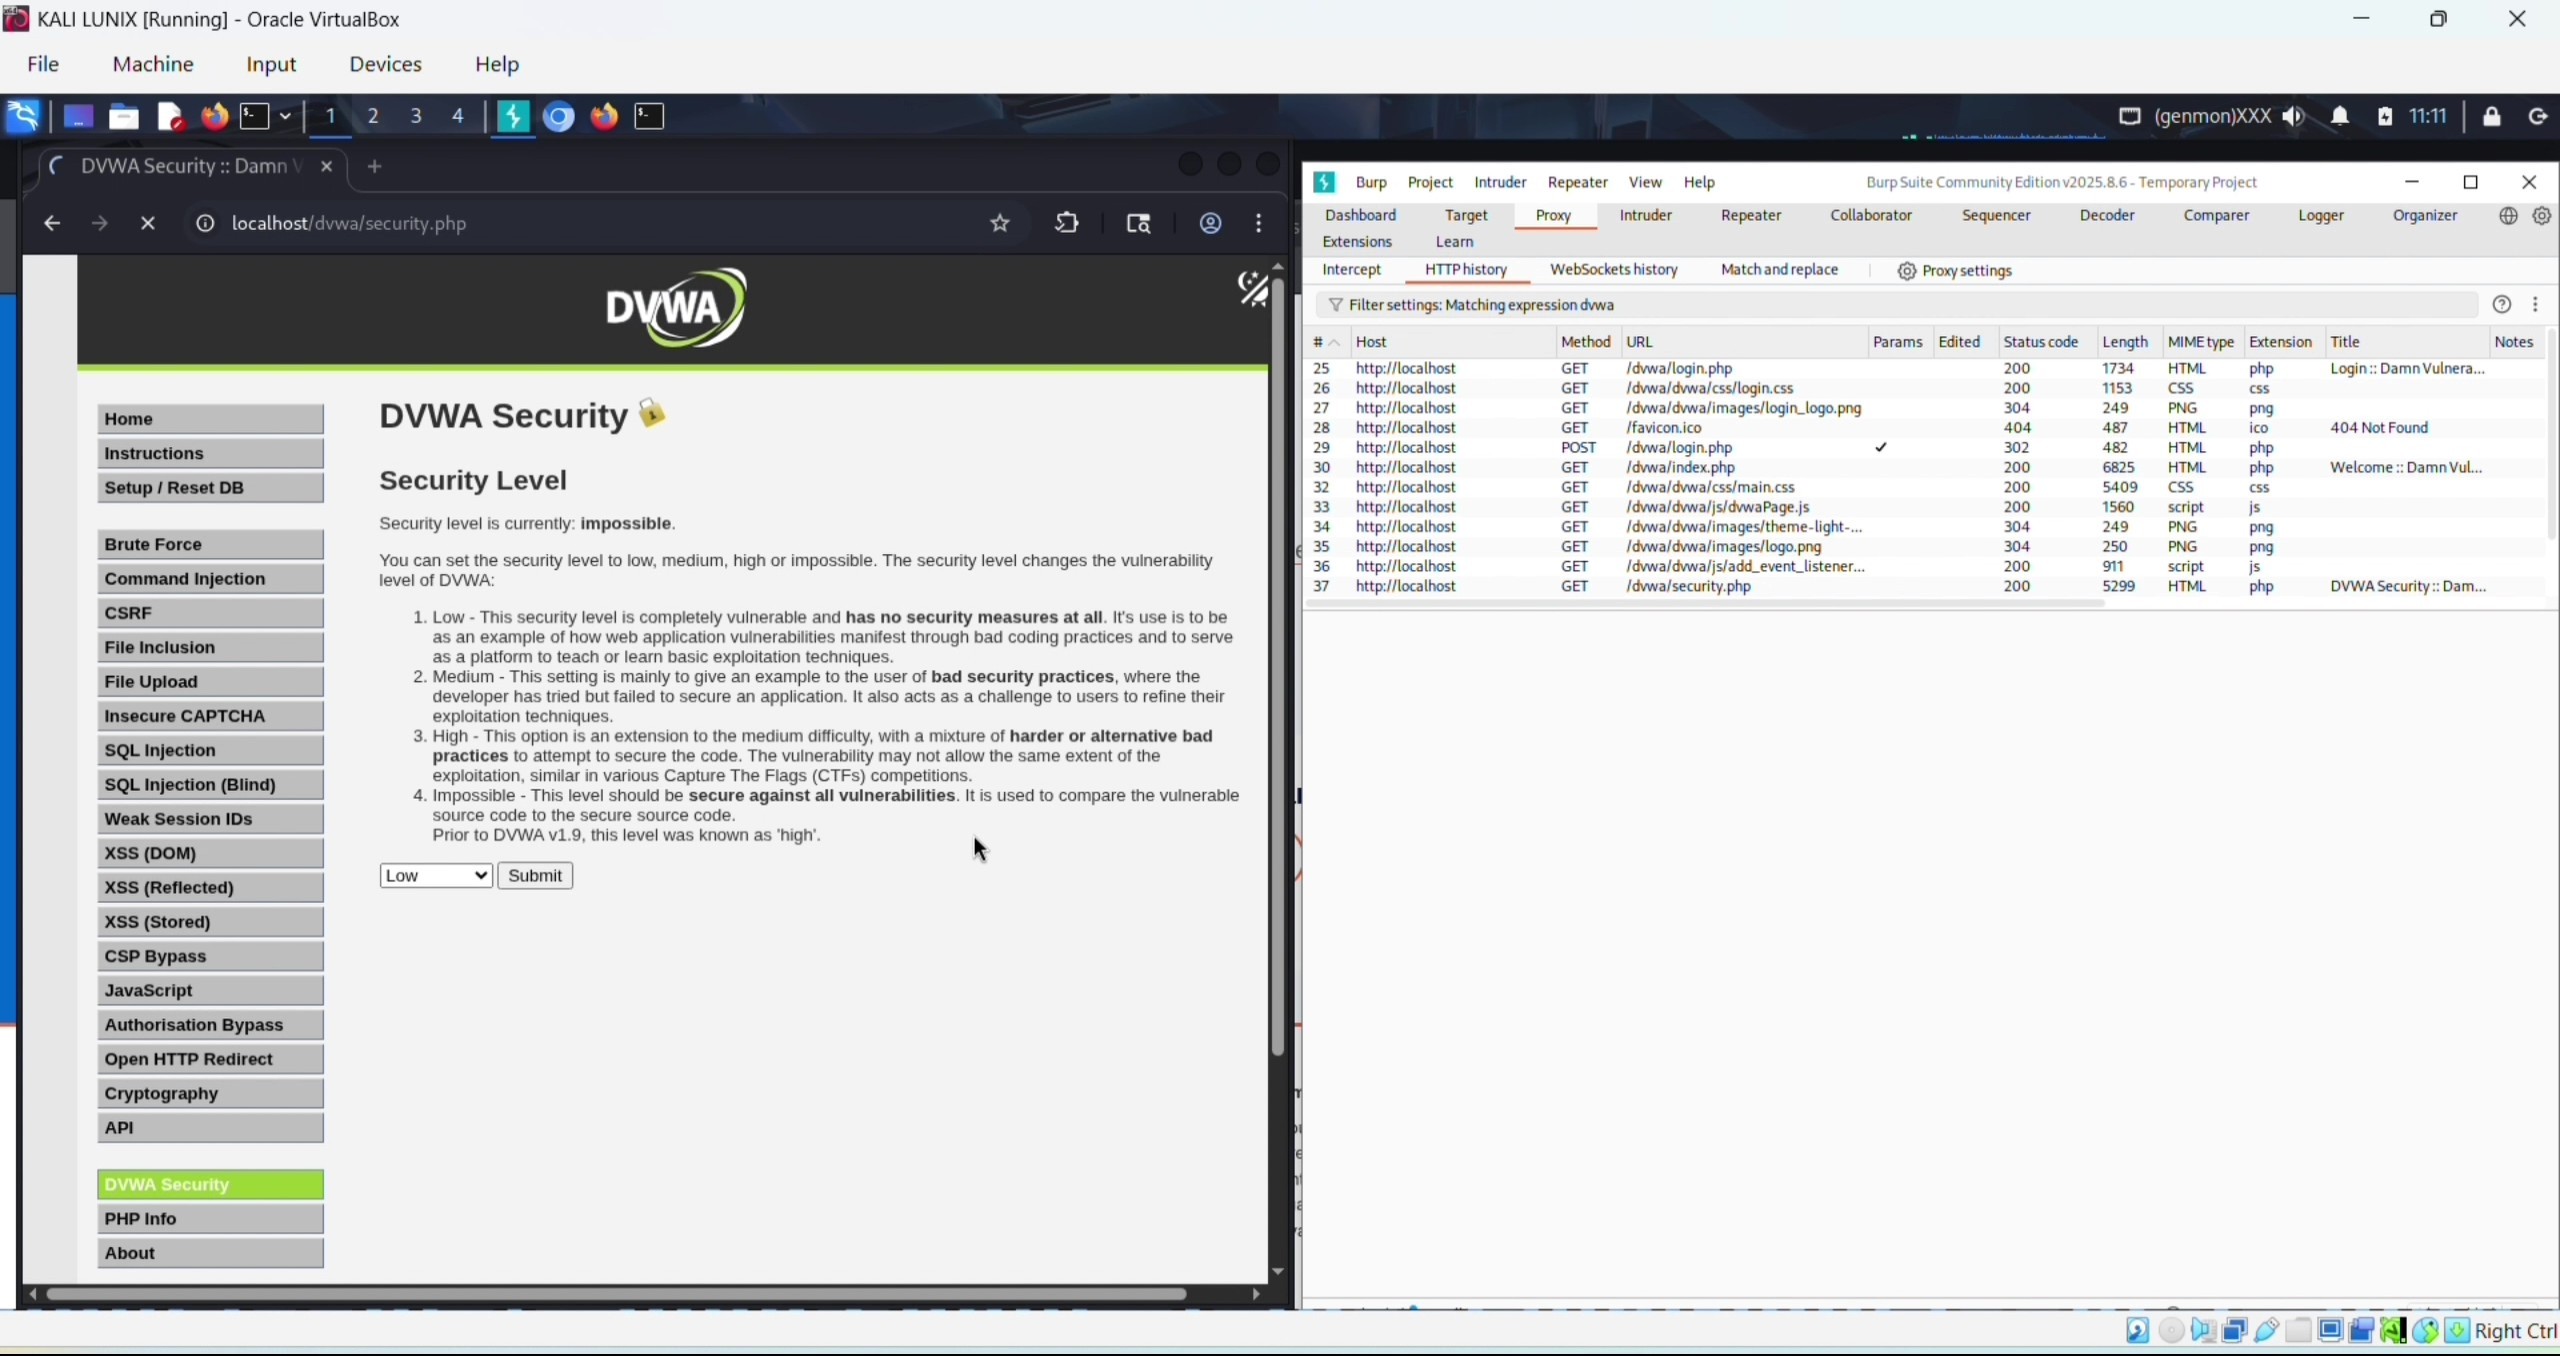 KALI LUNIX [Running] - Oracle VirtualBox
File Machine Input Devices Help
1 2 3 4 (genmon)XXX 11:11
DVWA Security :: Damn V
localhost/dvwa/security.php
DVWA
Home
Instructions
Setup / Reset DB
Brute Force
Command Injection
CSRF
File Inclusion
File Upload
Insecure CAPTCHA
SQL Injection
SQL Injection (Blind)
Weak Session IDs
XSS (DOM)
XSS (Reflected)
XSS (Stored)
CSP Bypass
JavaScript
Authorisation Bypass
Open HTTP Redirect
Cryptography
API
DVWA Security
PHP Info
About
DVWA Security
Security Level
Security level is currently: impossible.
You can set the security level to low, medium, high or impossible. The security level changes the vulnerability
level of DVWA:
1. Low - This security level is completely vulnerable and has no security measures at all. It's use is to be
as an example of how web application vulnerabilities manifest through bad coding practices and to serve
as a platform to teach or learn basic exploitation techniques.
2. Medium - This setting is mainly to give an example to the user of bad security practices, where the
developer has tried but failed to secure an application. It also acts as a challenge to users to refine their
exploitation techniques.
3. High - This option is an extension to the medium difficulty, with a mixture of harder or alternative bad
practices to attempt to secure the code. The vulnerability may not allow the same extent of the
exploitation, similar in various Capture The Flags (CTFs) competitions.
4. Impossible - This level should be secure against all vulnerabilities. It is used to compare the vulnerable
source code to the secure source code.
Prior to DVWA v1.9, this level was known as 'high'.
Low Submit
Burp Project Intruder Repeater View Help Burp Suite Community Edition v2025.8.6 - Temporary Project
Dashboard Target Proxy Intruder Repeater Collaborator Sequencer Decoder Comparer Logger Organizer
Extensions Learn
Intercept HTTP history WebSockets history Match and replace Proxy settings
Filter settings: Matching expression dvwa
# Host Method URL Params Edited Status code Length MIME type Extension Title Notes
25 http://localhost GET /dvwa/login.php 200 1734 HTML php Login :: Damn Vulnera...
26 http://localhost GET /dvwa/dvwa/css/login.css 200 1153 CSS css
27 http://localhost GET /dvwa/dvwa/images/login_logo.png 304 249 PNG png
28 http://localhost GET /favicon.ico 404 487 HTML ico 404 Not Found
29 http://localhost POST /dvwa/login.php ✓ 302 482 HTML php
30 http://localhost GET /dvwa/index.php 200 6825 HTML php Welcome :: Damn Vul...
32 http://localhost GET /dvwa/dvwa/css/main.css 200 5409 CSS css
33 http://localhost GET /dvwa/dvwa/js/dvwaPage.js 200 1560 script js
34 http://localhost GET /dvwa/dvwa/images/theme-light-... 304 249 PNG png
35 http://localhost GET /dvwa/dvwa/images/logo.png 304 250 PNG png
36 http://localhost GET /dvwa/dvwa/js/add_event_listener... 200 911 script js
37 http://localhost GET /dvwa/security.php 200 5299 HTML php DVWA Security :: Dam...
Right Ctrl